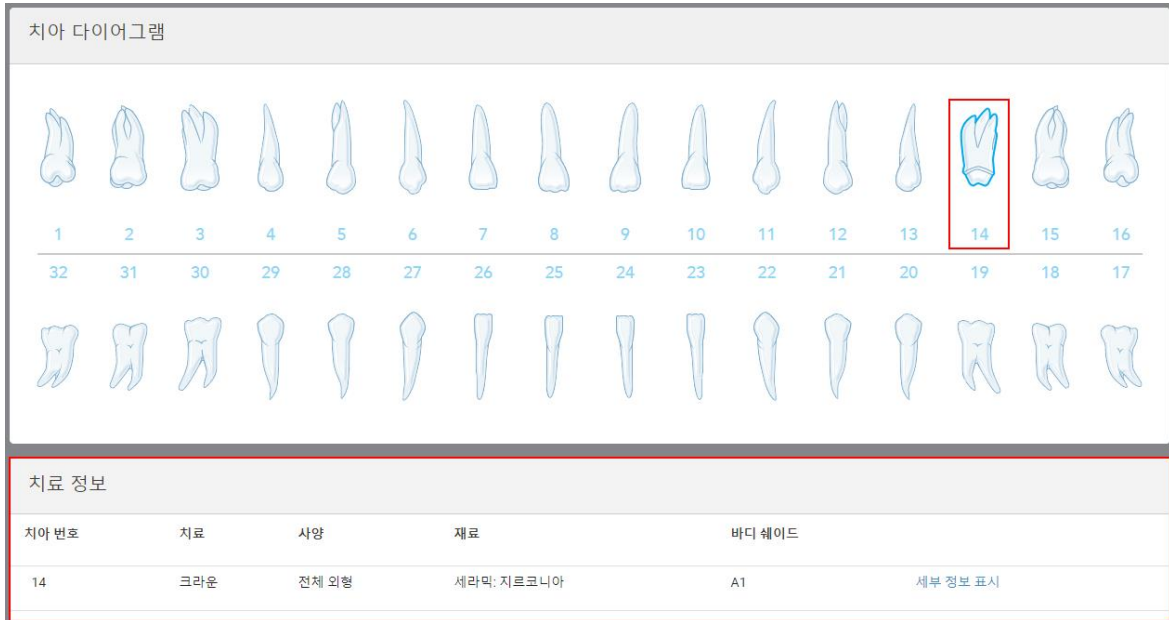 치아 다이어그램
1 2 3 4 5 6 7 8 9 10 11 12 13 14 15 16
32 31 30 29 28 27 26 25 24 23 22 21 20 19 18 17
치료 정보
치아 번호 치료 사양 재료 바디 쉐이드
14 크라운 전체 외형 세라믹: 지르코니아 A1 세부 정보 표시